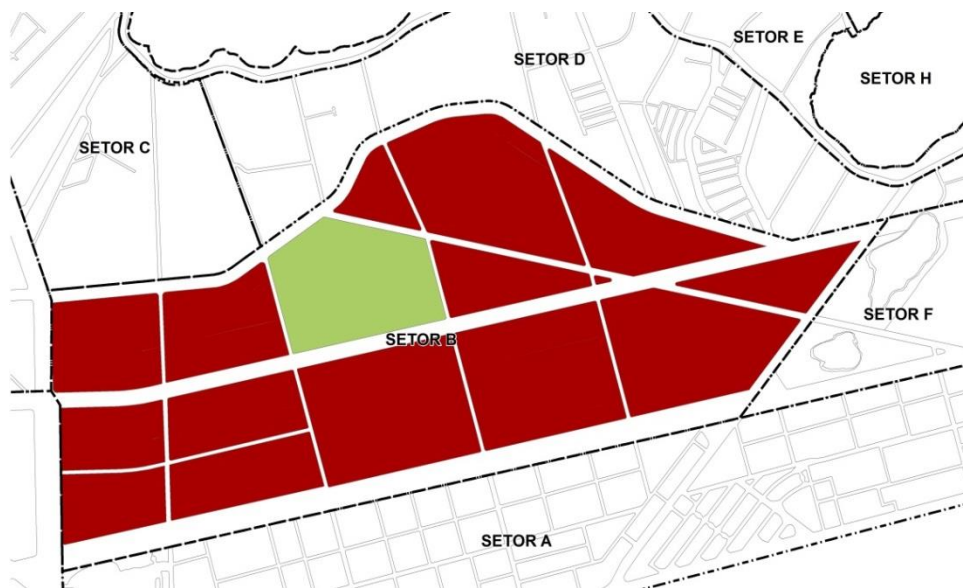 SETOR E
SETOR D
SETOR H
SETOR C
SETOR F
SETOR B
SETOR A